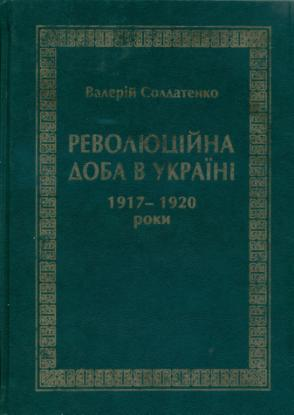 Валерій Солдатенко
РЕВОЛЮЦІЙНА
ДОБА В УКРАЇНІ
1917– 1920
роки